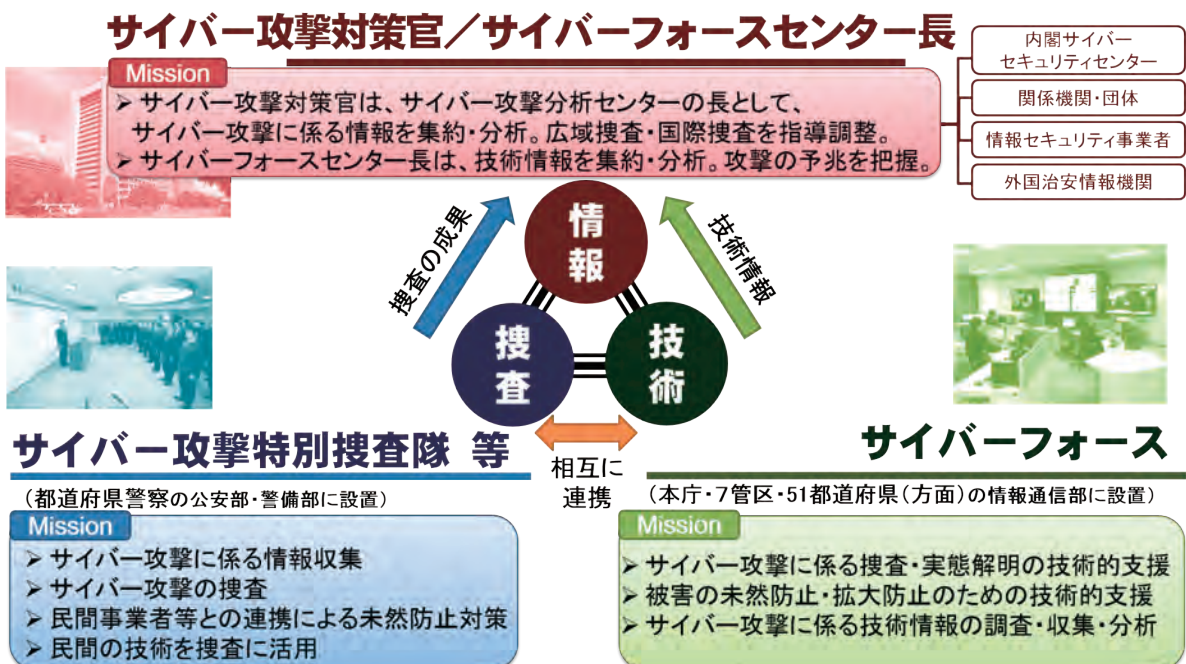 サイバー攻撃対策官／サイバーフォースセンター長
Mission
➢ サイバー攻撃対策官は、サイバー攻撃分析センターの長として、
サイバー攻撃に係る情報を集約・分析。広域捜査・国際捜査を指導調整。
➢ サイバーフォースセンター長は、技術情報を集約・分析。攻撃の予兆を把握。
内閣サイバー
セキュリティセンター
関係機関・団体
情報セキュリティ事業者
外国治安情報機関
捜査の成果
技術情報
情報
捜査
技術
相互に
連携
サイバー攻撃特別捜査隊 等
（都道府県警察の公安部・警備部に設置）
Mission
➢ サイバー攻撃に係る情報収集
➢ サイバー攻撃の捜査
➢ 民間事業者等との連携による未然防止対策
➢ 民間の技術を捜査に活用
サイバーフォース
（本庁・７管区・51都道府県（方面）の情報通信部に設置）
Mission
➢ サイバー攻撃に係る捜査・実態解明の技術的支援
➢ 被害の未然防止・拡大防止のための技術的支援
➢ サイバー攻撃に係る技術情報の調査・収集・分析